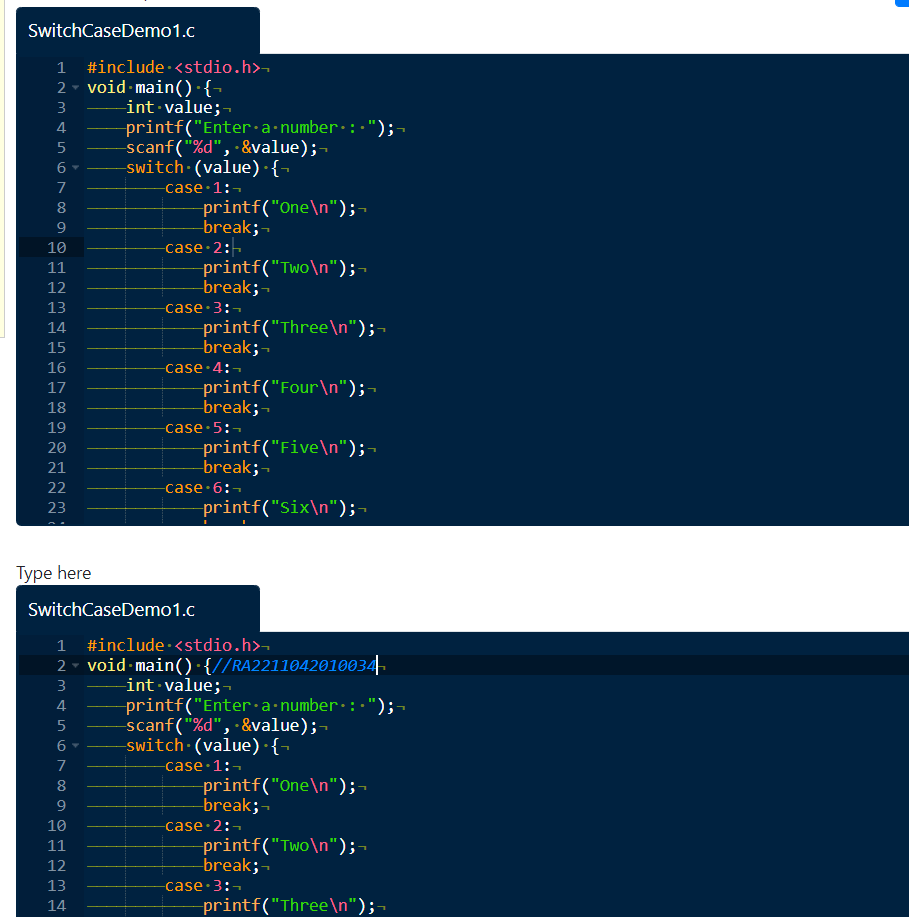 SwitchCaseDemo1.c
1 #include <stdio.h>
2 void main() {
3 int value;
4 printf("Enter a number : ");
5 scanf("%d", &value);
6 switch (value) {
7 case 1:
8 printf("One\n");
9 break;
10 case 2:
11 printf("Two\n");
12 break;
13 case 3:
14 printf("Three\n");
15 break;
16 case 4:
17 printf("Four\n");
18 break;
19 case 5:
20 printf("Five\n");
21 break;
22 case 6:
23 printf("Six\n");
Type here
SwitchCaseDemo1.c
1 #include <stdio.h>
2 void main() {//RA2211042010034
3 int value;
4 printf("Enter a number : ");
5 scanf("%d", &value);
6 switch (value) {
7 case 1:
8 printf("One\n");
9 break;
10 case 2:
11 printf("Two\n");
12 break;
13 case 3:
14 printf("Three\n");